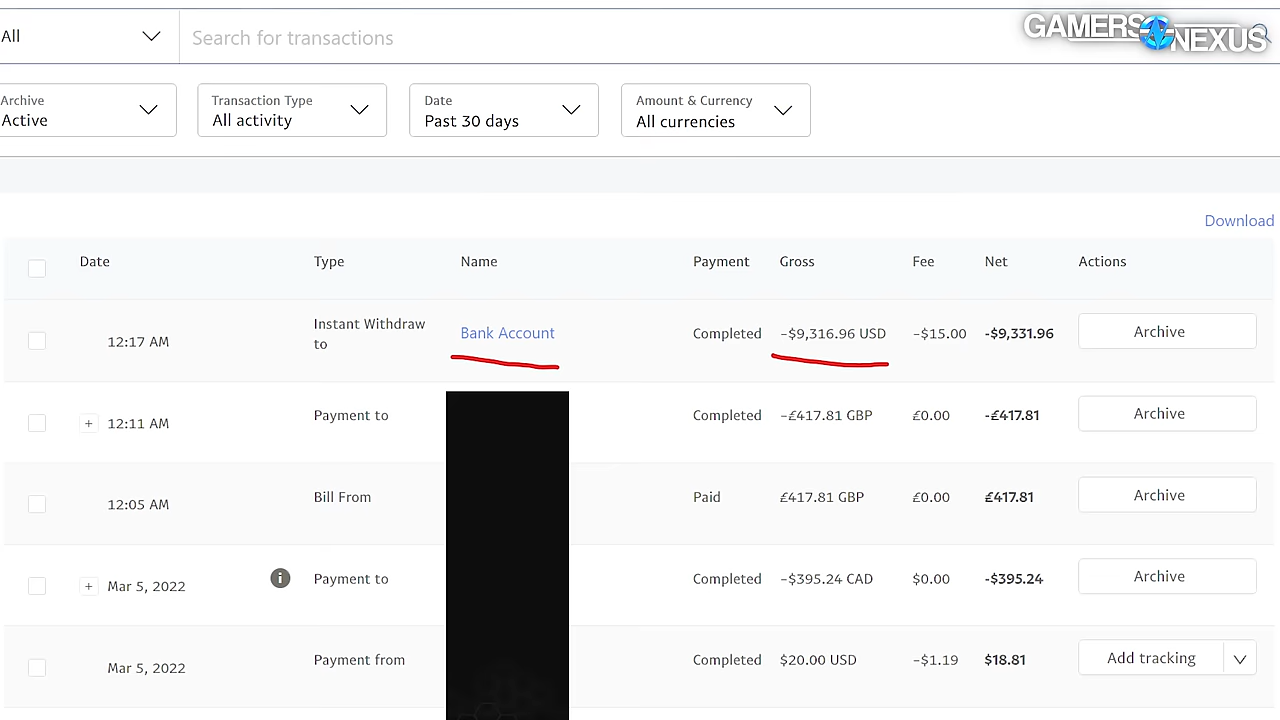 All
Search for transactions
GAMERS NEXUS
Archive
Active
Transaction Type
All activity
Date
Past 30 days
Amount & Currency
All currencies
Download
Date Type Name Payment Gross Fee Net Actions
12:17 AM Instant Withdraw to Bank Account Completed -$9,316.96 USD -$15.00 -$9,331.96 Archive
12:11 AM Payment to Completed -£417.81 GBP £0.00 -£417.81 Archive
12:05 AM Bill From Paid £417.81 GBP £0.00 £417.81 Archive
Mar 5, 2022 Payment to Completed -$395.24 CAD $0.00 -$395.24 Archive
Mar 5, 2022 Payment from Completed $20.00 USD -$1.19 $18.81 Add tracking